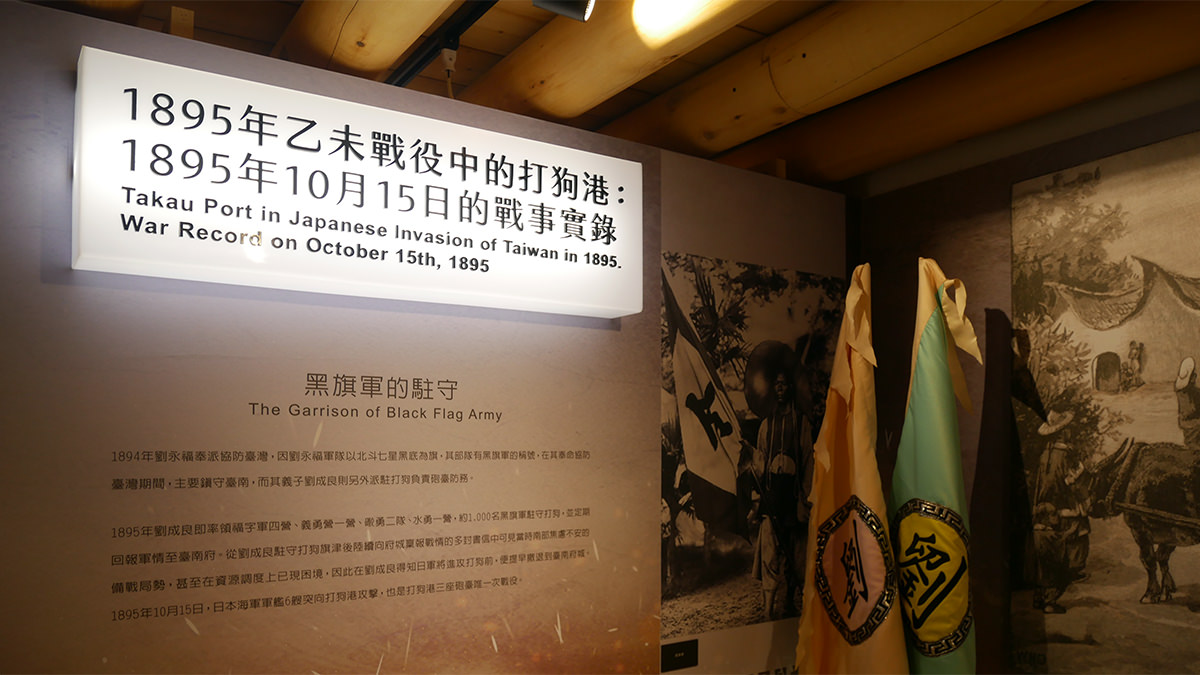 1895年乙未戰役中的打狗港：
1895年10月15日的戰事實錄
Takau Port in Japanese Invasion of Taiwan in 1895.
War Record on October 15th, 1895
黑旗軍的駐守
The Garrison of Black Flag Army
1894年劉永福奉派協防臺灣，因劉永福軍隊以北斗七星黑底為旗，其部隊有黑旗軍的稱號，在其奉命協防
臺灣期間，主要鎮守臺南，而其義子劉成良則另外派駐打狗負責砲臺防務。
1895年劉成良即率領福字軍四營、義勇營一營、敢勇二隊、水勇一營，約1,000名黑旗軍駐守打狗，並定期
回報軍情至臺南府。從劉成良駐守打狗旗津後陸續向府城稟報戰情的多封書信中可見當時南部焦慮不安的
備戰局勢，甚至在資源調度上已現困境，因此在劉成良得知日軍將進攻打狗前，便提早撤退到臺南府城，
1895年10月15日，日本海軍軍艦6艘突向打狗港攻擊，也是打狗港三座砲臺唯一次戰役。
劉
劉